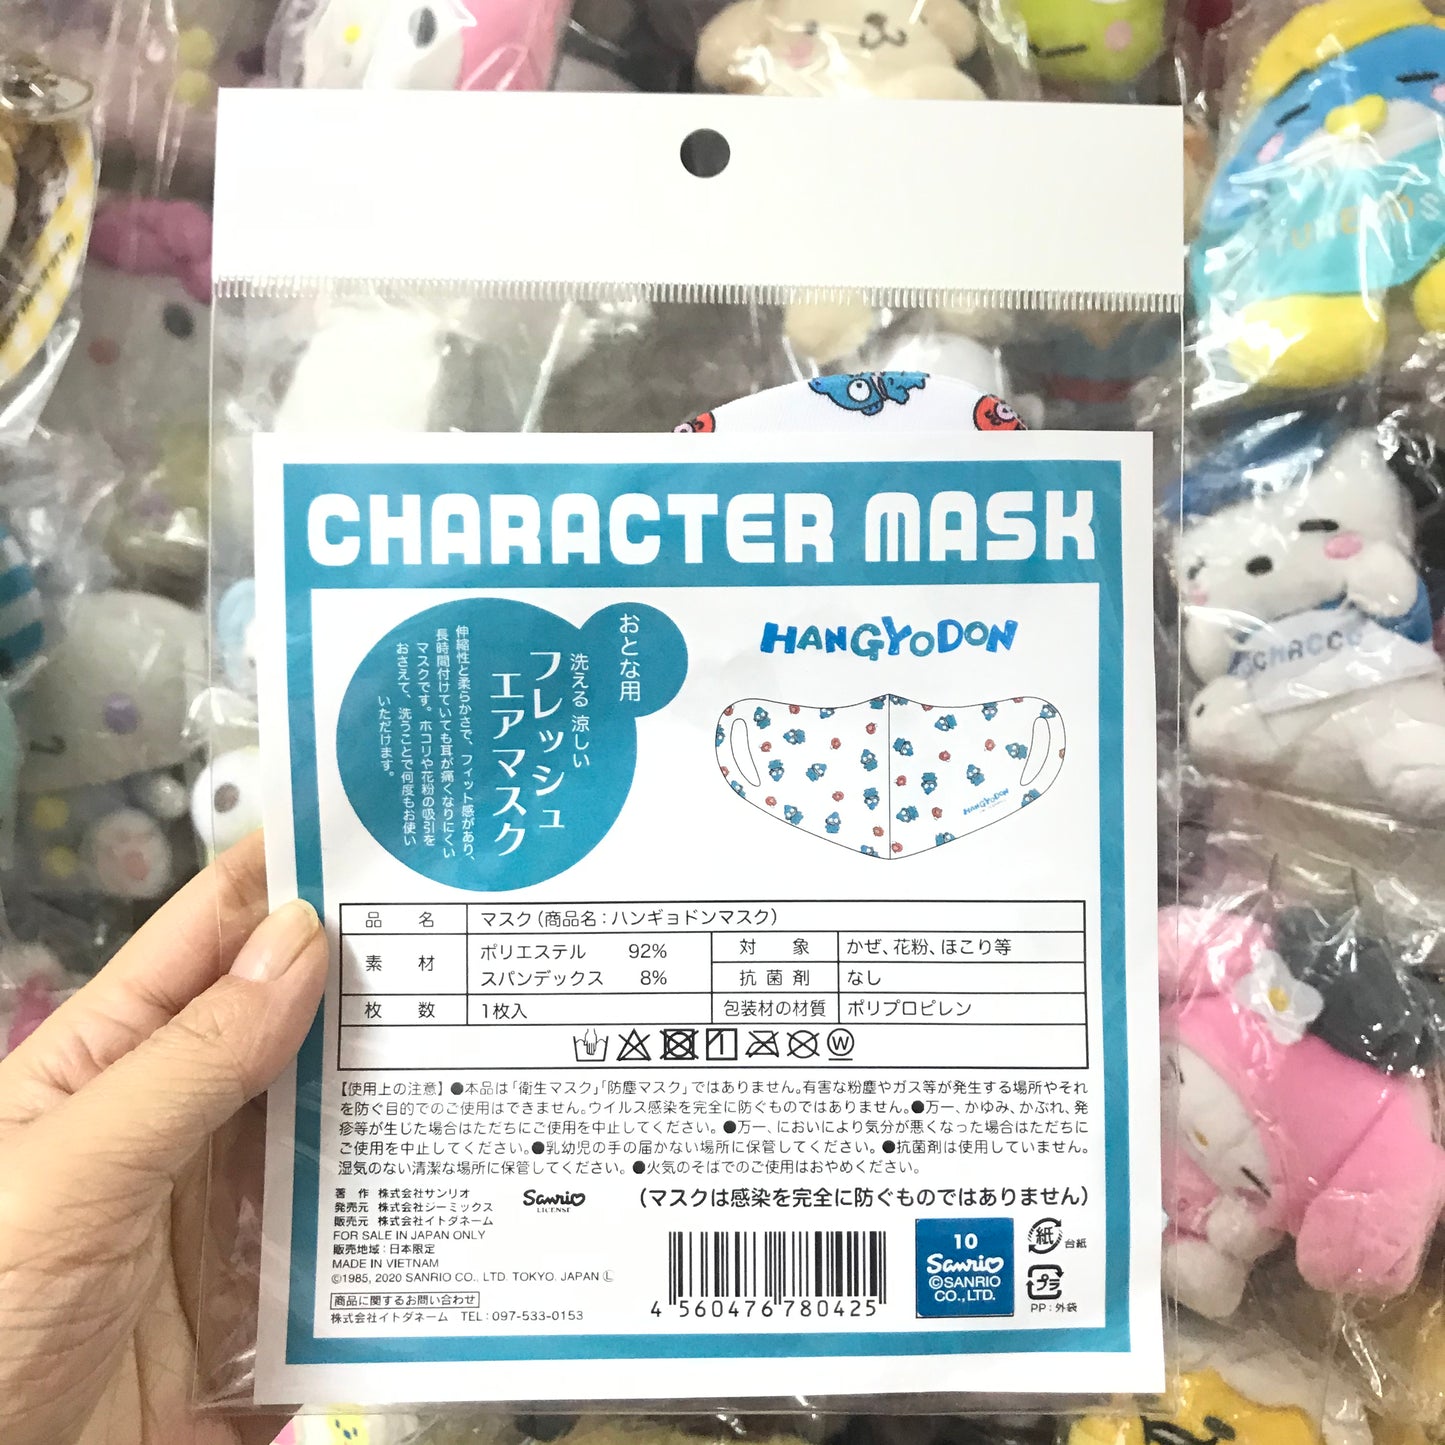 CHARACTER MASK
おとな用
洗える 涼しい
フレッシュ
エアマスク
伸縮性と柔らかさで、フィット感があり、
長時間付けていても耳が痛くなりにくい
マスクです。ホコリや花粉の吸引を
おさえて、洗うことで何度もお使い
いただけます。
HANGYODON
HANGYODON
品 名 マスク(商品名:ハンギョドンマスク)
素 材 ポリエステル 92%
スパンデックス 8%
対 象 かぜ、花粉、ほこり等
抗菌剤 なし
枚 数 1枚入 包装材の材質 ポリプロピレン
W
【使用上の注意】●本品は「衛生マスク」「防塵マスク」ではありません。有害な粉塵やガス等が発生する場所やそれ
を防ぐ目的でのご使用はできません。ウイルス感染を完全に防ぐものではありません。●万一、かゆみ、かぶれ、発
疹等が生じた場合はただちにご使用を中止してください。●万一、においにより気分が悪くなった場合はただちに
ご使用を中止してください。●乳幼児の手の届かない場所に保管してください。●抗菌剤は使用していません。
湿気のない清潔な場所に保管してください。●火気のそばでのご使用はおやめください。
著 作 株式会社サンリオ
発売元 株式会社シーミックス
販売元 株式会社イトダネーム
FOR SALE IN JAPAN ONLY
販売地域:日本限定
MADE IN VIETNAM
©1985, 2020 SANRIO CO., LTD. TOKYO, JAPAN Ⓛ
商品に関するお問い合わせ
株式会社イトダネーム TEL:097-533-0153
Sanrio
LICENSE
(マスクは感染を完全に防ぐものではありません)
4 560476 780425
10
Sanrio
©SANRIO
CO.,LTD.
紙 台紙
プラ
PP:外袋
CHACCO